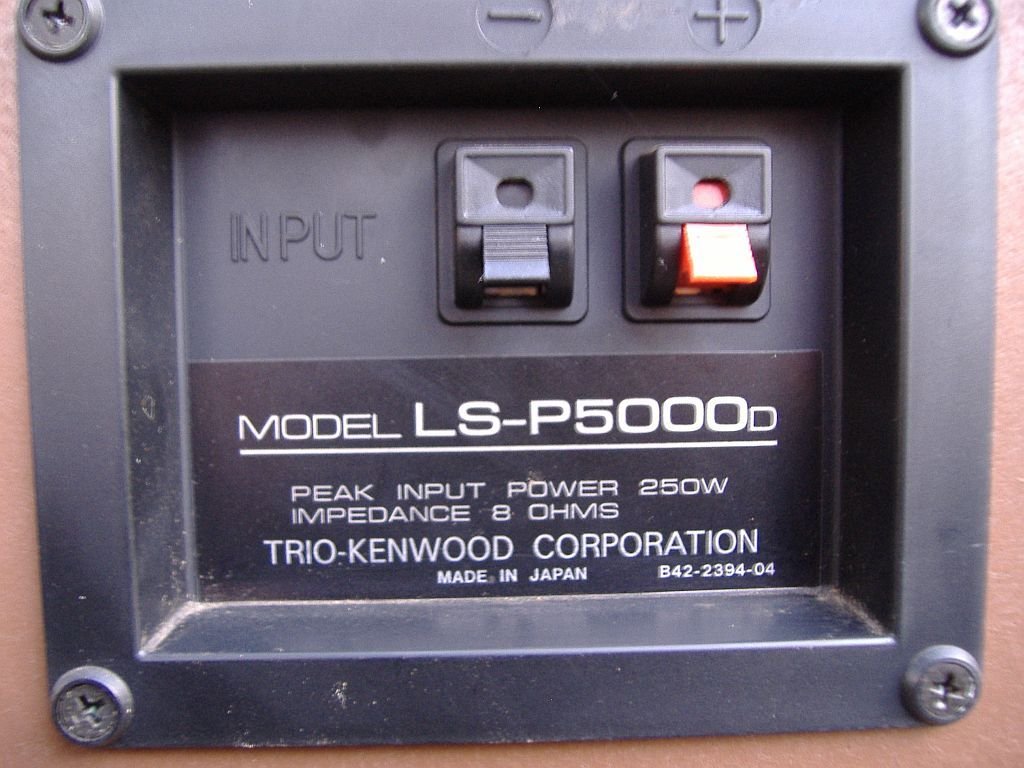 − +
INPUT
MODEL LS-P5000D
PEAK INPUT POWER 250W
IMPEDANCE 8 OHMS
TRIO-KENWOOD CORPORATION
MADE IN JAPAN B42-2394-04